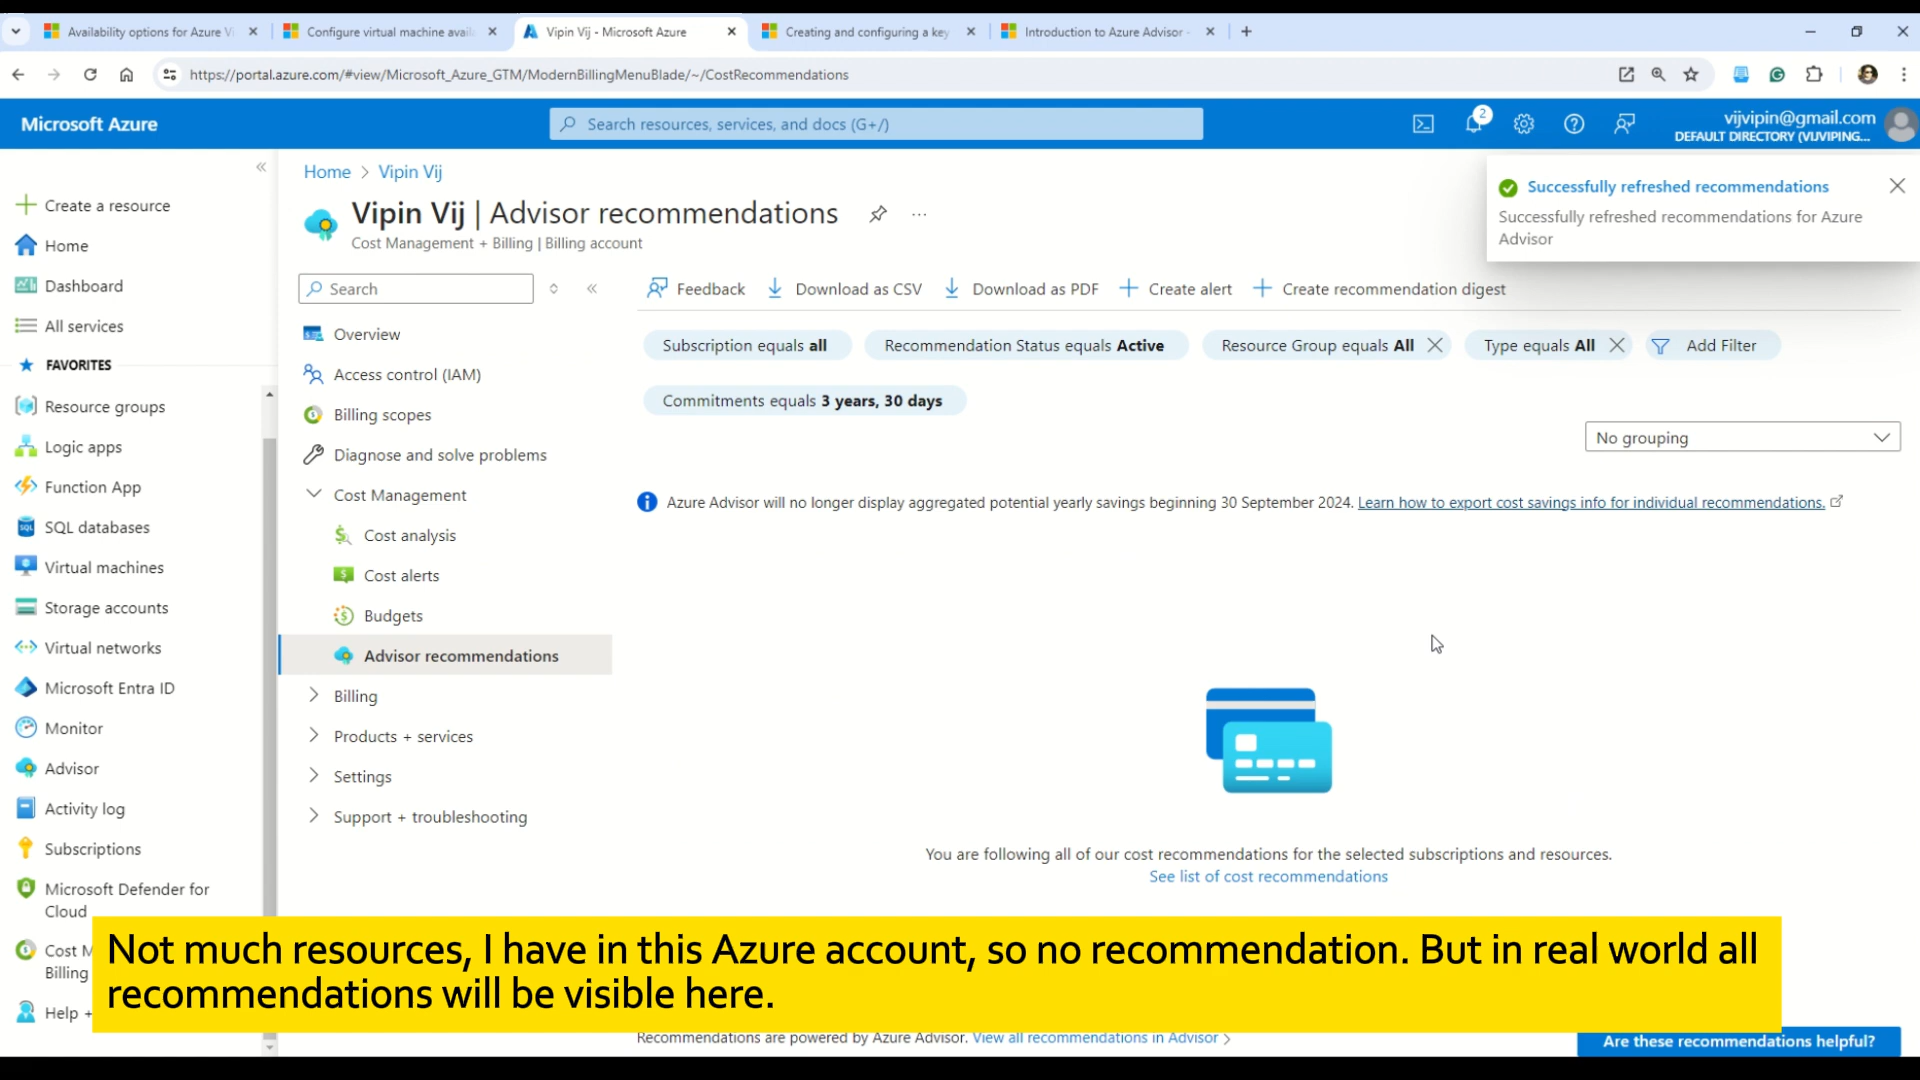 Availability options for Azure Vi
Configure virtual machine avail
Vipin Vij - Microsoft Azure
Creating and configuring a key
Introduction to Azure Advisor -
https://portal.azure.com/#view/Microsoft_Azure_GTM/ModernBillingMenuBlade/~/CostRecommendations
Microsoft Azure
Search resources, services, and docs (G+/)
2
vijvipin@gmail.com
DEFAULT DIRECTORY (VIJVIPING...
Successfully refreshed recommendations
Successfully refreshed recommendations for Azure
Advisor
Create a resource
Home
Dashboard
All services
FAVORITES
Resource groups
Logic apps
Function App
SQL databases
Virtual machines
Storage accounts
Virtual networks
Microsoft Entra ID
Monitor
Advisor
Activity log
Subscriptions
Microsoft Defender for
Cloud
Cost M
Billing
Help +
Home > Vipin Vij
Vipin Vij | Advisor recommendations
Cost Management + Billing | Billing account
Search
Overview
Access control (IAM)
Billing scopes
Diagnose and solve problems
Cost Management
Cost analysis
Cost alerts
Budgets
Advisor recommendations
Billing
Products + services
Settings
Support + troubleshooting
Feedback
Download as CSV
Download as PDF
Create alert
Create recommendation digest
Subscription equals all
Recommendation Status equals Active
Resource Group equals All
Type equals All
Add Filter
Commitments equals 3 years, 30 days
No grouping
Azure Advisor will no longer display aggregated potential yearly savings beginning 30 September 2024. Learn how to export cost savings info for individual recommendations.
You are following all of our cost recommendations for the selected subscriptions and resources.
See list of cost recommendations
Not much resources, I have in this Azure account, so no recommendation. But in real world all
recommendations will be visible here.
Recommendations are powered by Azure Advisor. View all recommendations in Advisor >
Are these recommendations helpful?